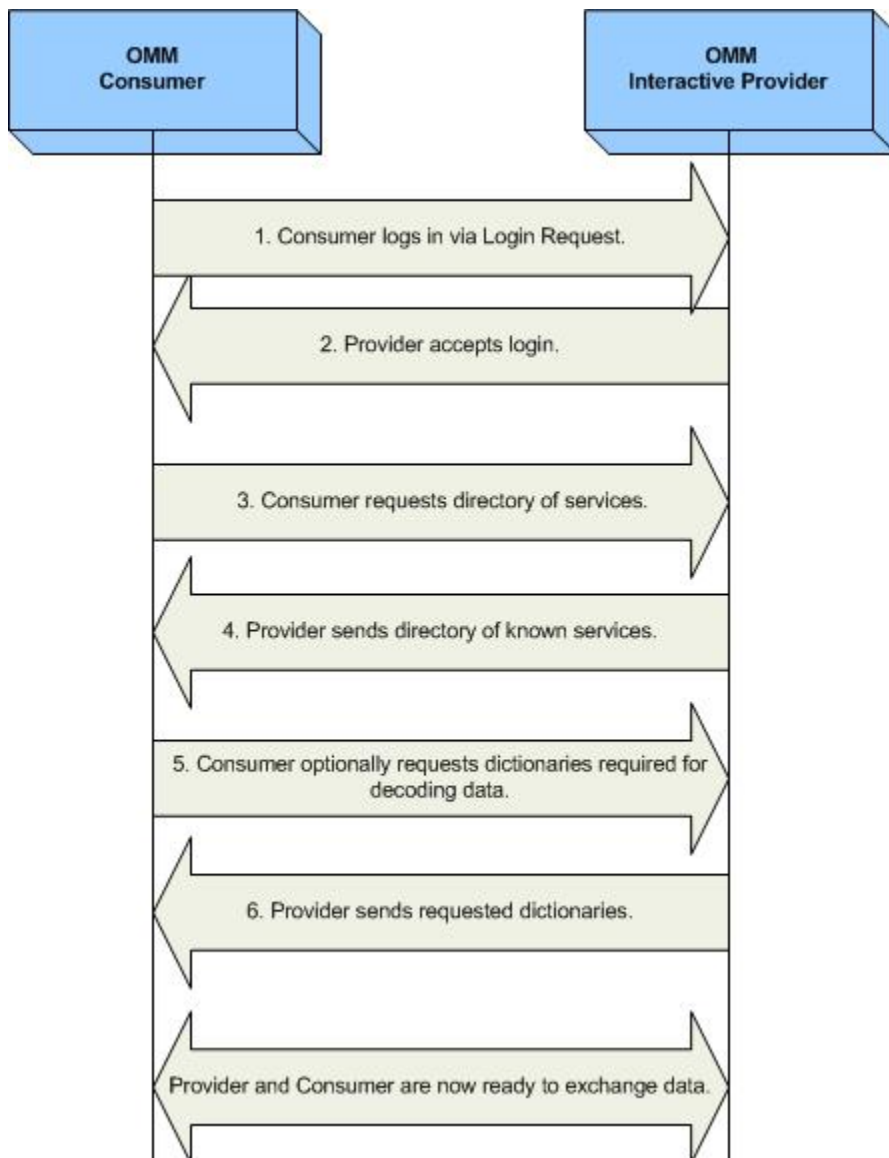 OMM
Consumer
OMM
Interactive Provider
1. Consumer logs in via Login Request.
2. Provider accepts login.
3. Consumer requests directory of services.
4. Provider sends directory of known services.
5. Consumer optionally requests dictionaries required for
decoding data.
6. Provider sends requested dictionaries.
Provider and Consumer are now ready to exchange data.